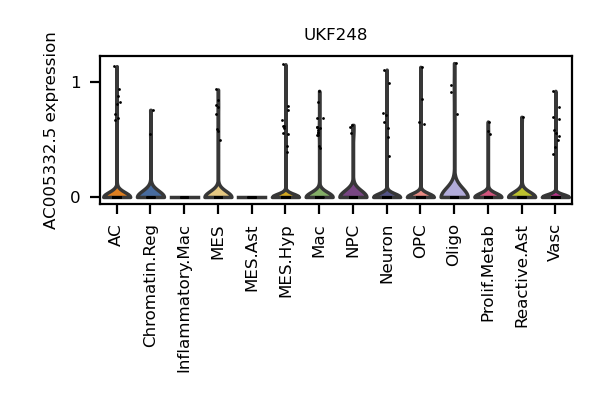 UKF248
AC005332.5 expression
1
0
AC
Chromatin.Reg
Inflammatory.Mac
MES
MES.Ast
MES.Hyp
Mac
NPC
Neuron
OPC
Oligo
Prolif.Metab
Reactive.Ast
Vasc